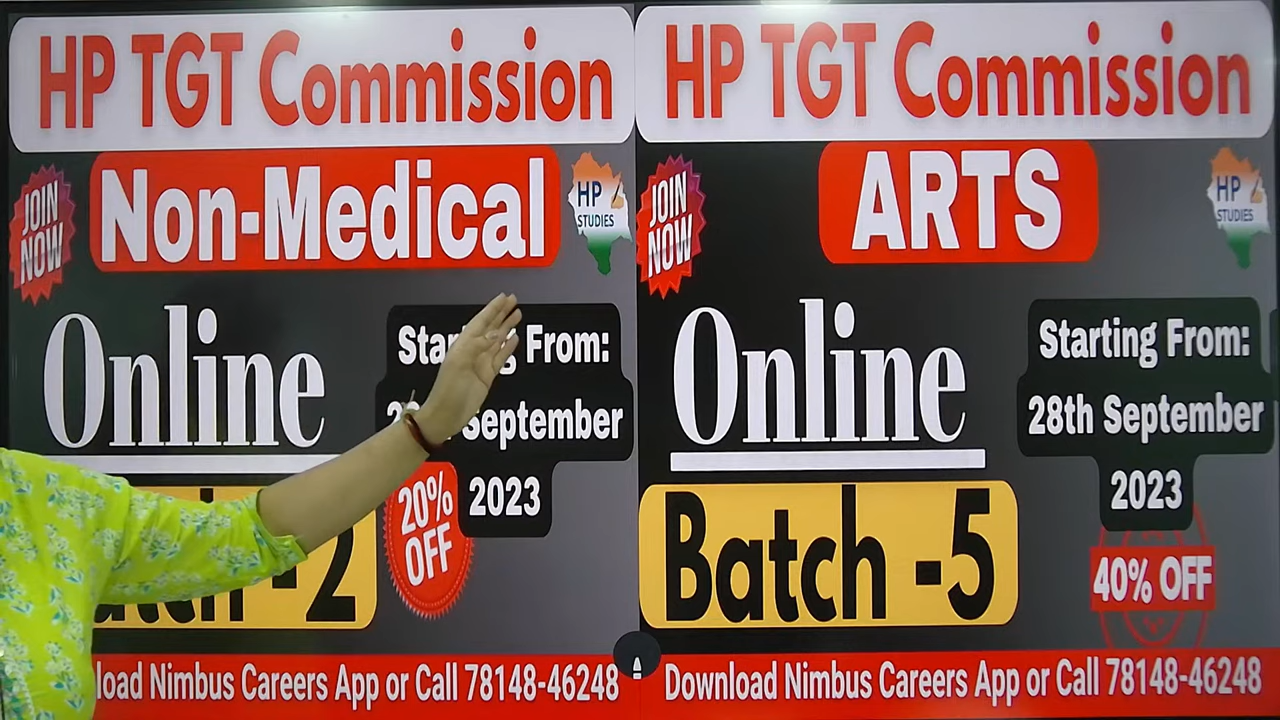 HP TGT Commission
JOIN NOW
Non-Medical
HP
STUDIES
Online
From:
September
2023
20%
OFF
-2
Nimbus Careers App or Call 78148-46248
HP TGT Commission
JOIN
NOW
ARTS
HP
STUDIES
Online
Starting From:
28th September
2023
Batch -5
40% OFF
Download Nimbus Careers App or Call 78148-46248